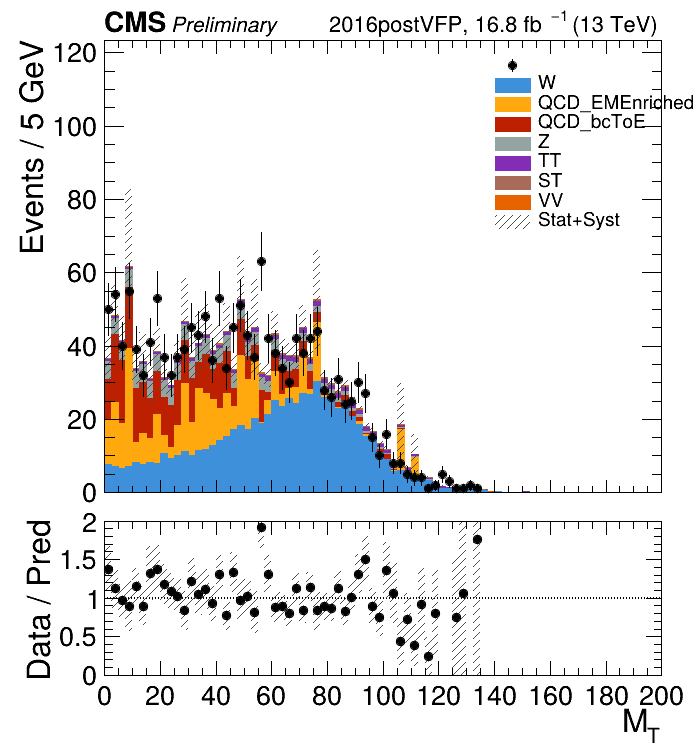 CMS Preliminary 2016postVFP, 16.8 fb ⁻¹ (13 TeV)
Events / 5 GeV
120
100
80
60
40
20
0
W
QCD_EMEnriched
QCD_bcToE
Z
TT
ST
VV
Stat+Syst
Data / Pred
2
1.5
1
0.5
0
0 20 40 60 80 100 120 140 160 180 200
M_T